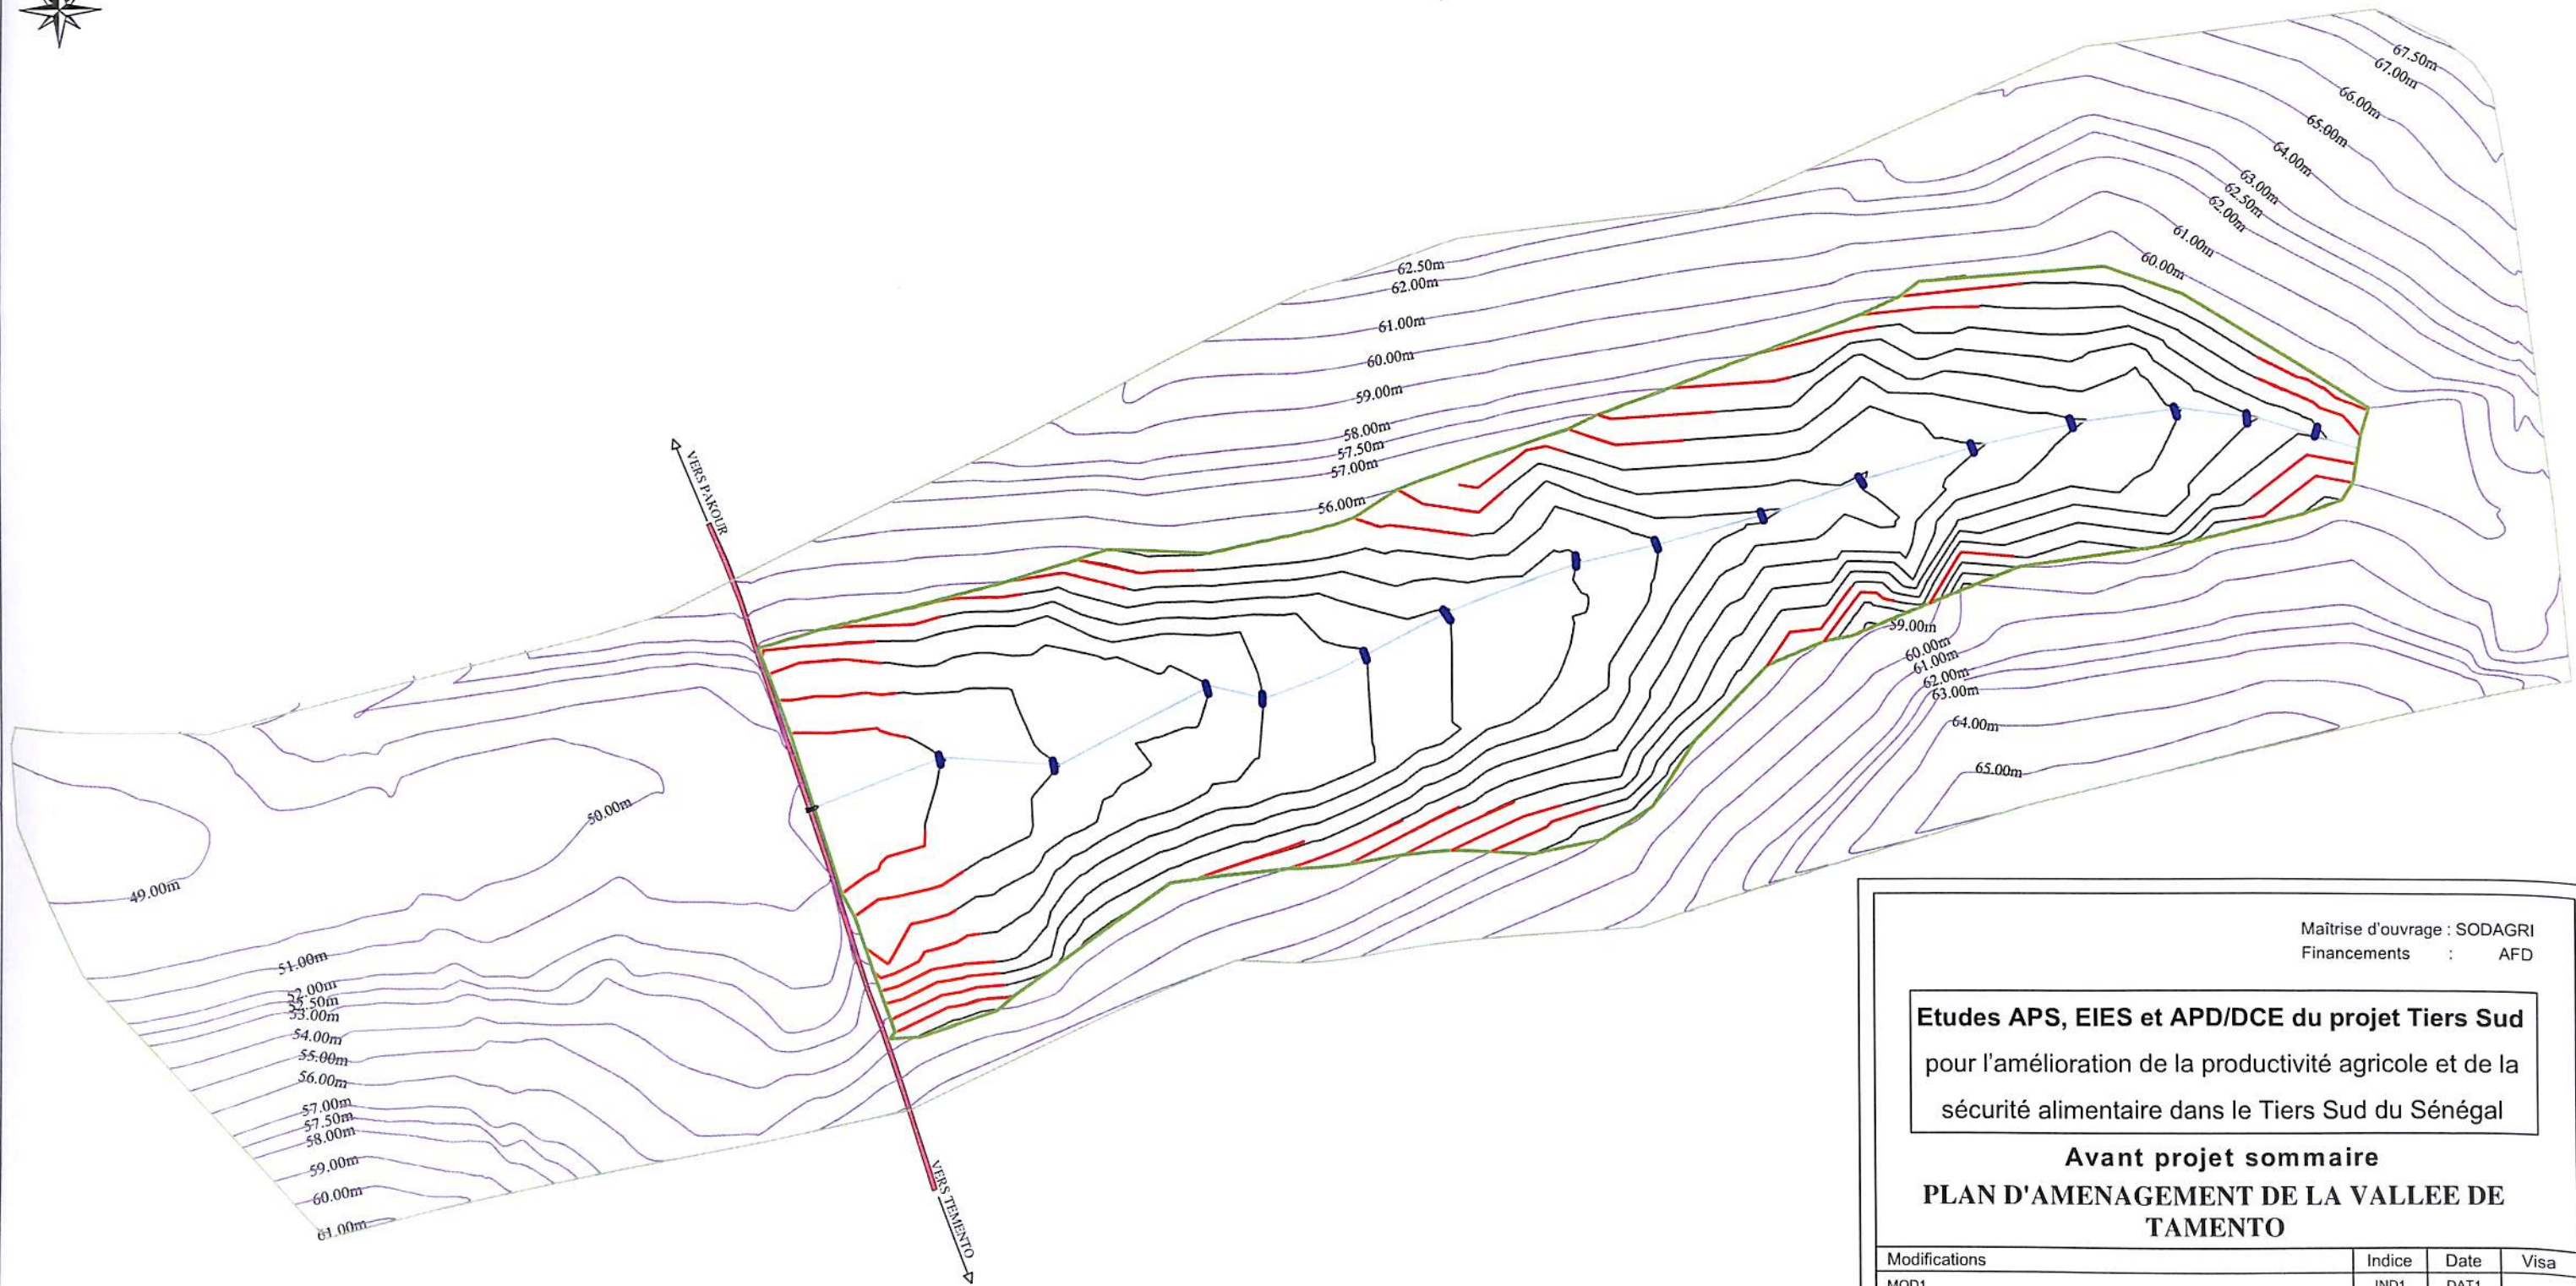 67.50m
67.00m
66.00m
65.00m
64.00m
63.00m
62.50m
62.00m
61.00m
60.00m
62.50m
62.00m
61.00m
60.00m
59.00m
58.00m
57.50m
57.00m
56.00m
VERS PAKOUR
59.00m
60.00m
61.00m
62.00m
63.00m
64.00m
65.00m
50.00m
49.00m
51.00m
52.00m
52.50m
53.00m
54.00m
55.00m
56.00m
57.00m
57.50m
58.00m
59.00m
60.00m
61.00m
VERS TEMENTO
Maîtrise d'ouvrage : SODAGRI
Financements : AFD
Etudes APS, EIES et APD/DCE du projet Tiers Sud
pour l'amélioration de la productivité agricole et de la
sécurité alimentaire dans le Tiers Sud du Sénégal
Avant projet sommaire
PLAN D'AMENAGEMENT DE LA VALLEE DE
TAMENTO
Modifications Indice Date Visa
MOD1 IND1 DAT1